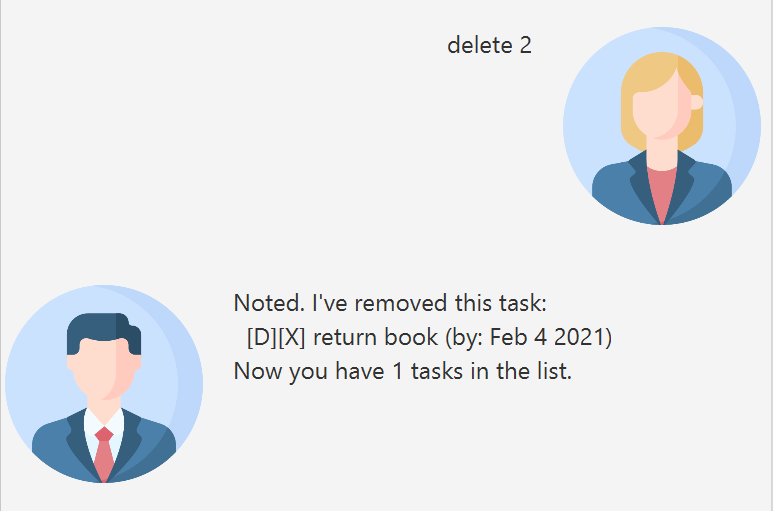 delete 2
Noted. I've removed this task:
[D][X] return book (by: Feb 4 2021)
Now you have 1 tasks in the list.